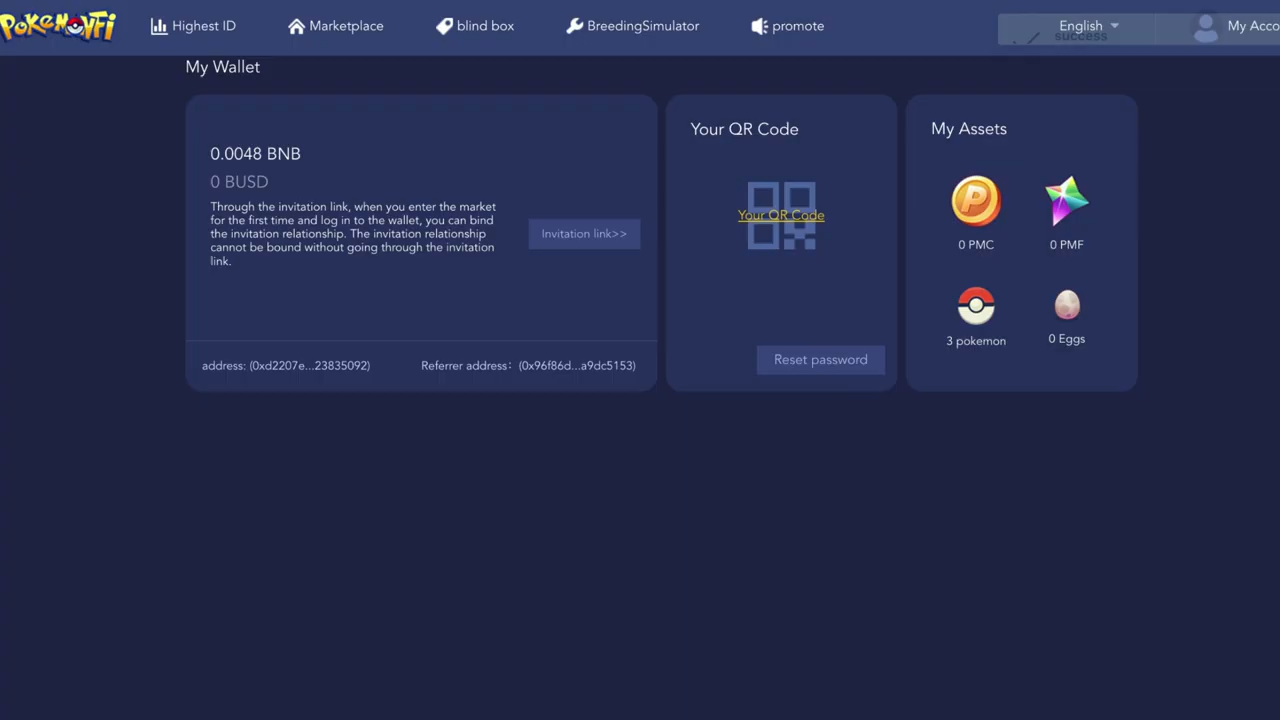 POKEMONFI
Highest ID
Marketplace
blind box
BreedingSimulator
promote
English
success
My Acco
My Wallet
0.0048 BNB
0 BUSD
Through the invitation link, when you enter the market
for the first time and log in to the wallet, you can bind
the invitation relationship. The invitation relationship
cannot be bound without going through the invitation
link.
Invitation link>>
address: (0xd2207e...23835092)
Referrer address：(0x96f86d...a9dc5153)
Your QR Code
Your QR Code
Reset password
My Assets
P
0 PMC
0 PMF
3 pokemon
0 Eggs